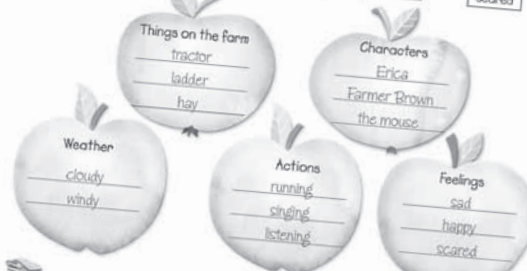 scared
Things on the farm
tractor
ladder
hay
Characters
Erica
Farmer Brown
the mouse
Weather
cloudy
windy
Actions
running
singing
listening
Feelings
sad
happy
scared